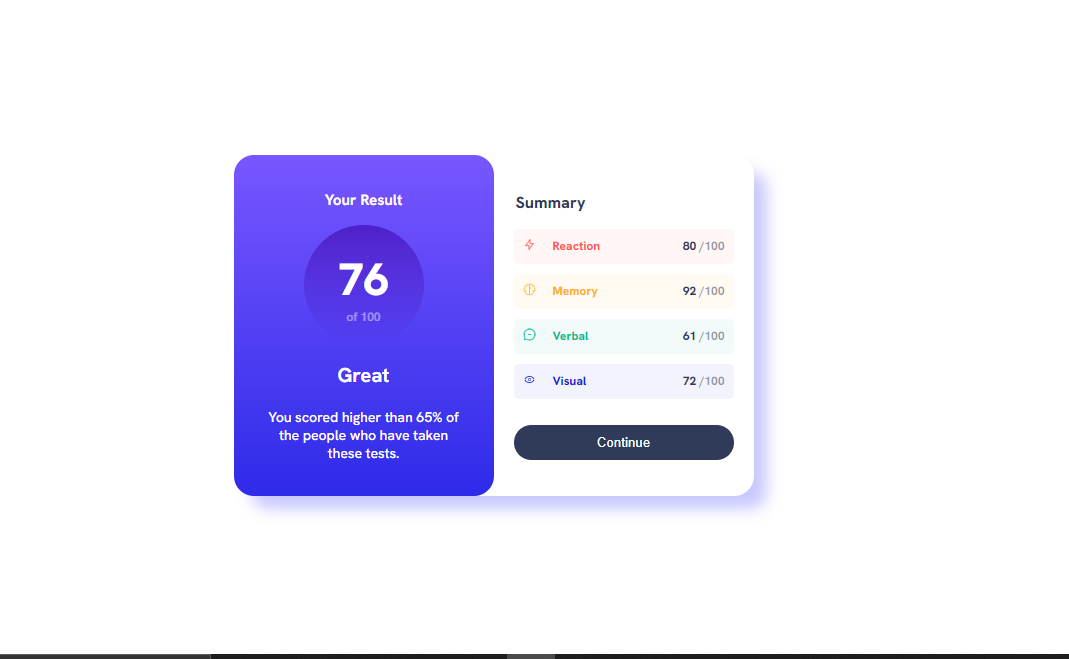 Your Result
76
of 100
Great
You scored higher than 65% of
the people who have taken
these tests.
Summary
Reaction 80 /100
Memory 92 /100
Verbal 61 /100
Visual 72 /100
Continue